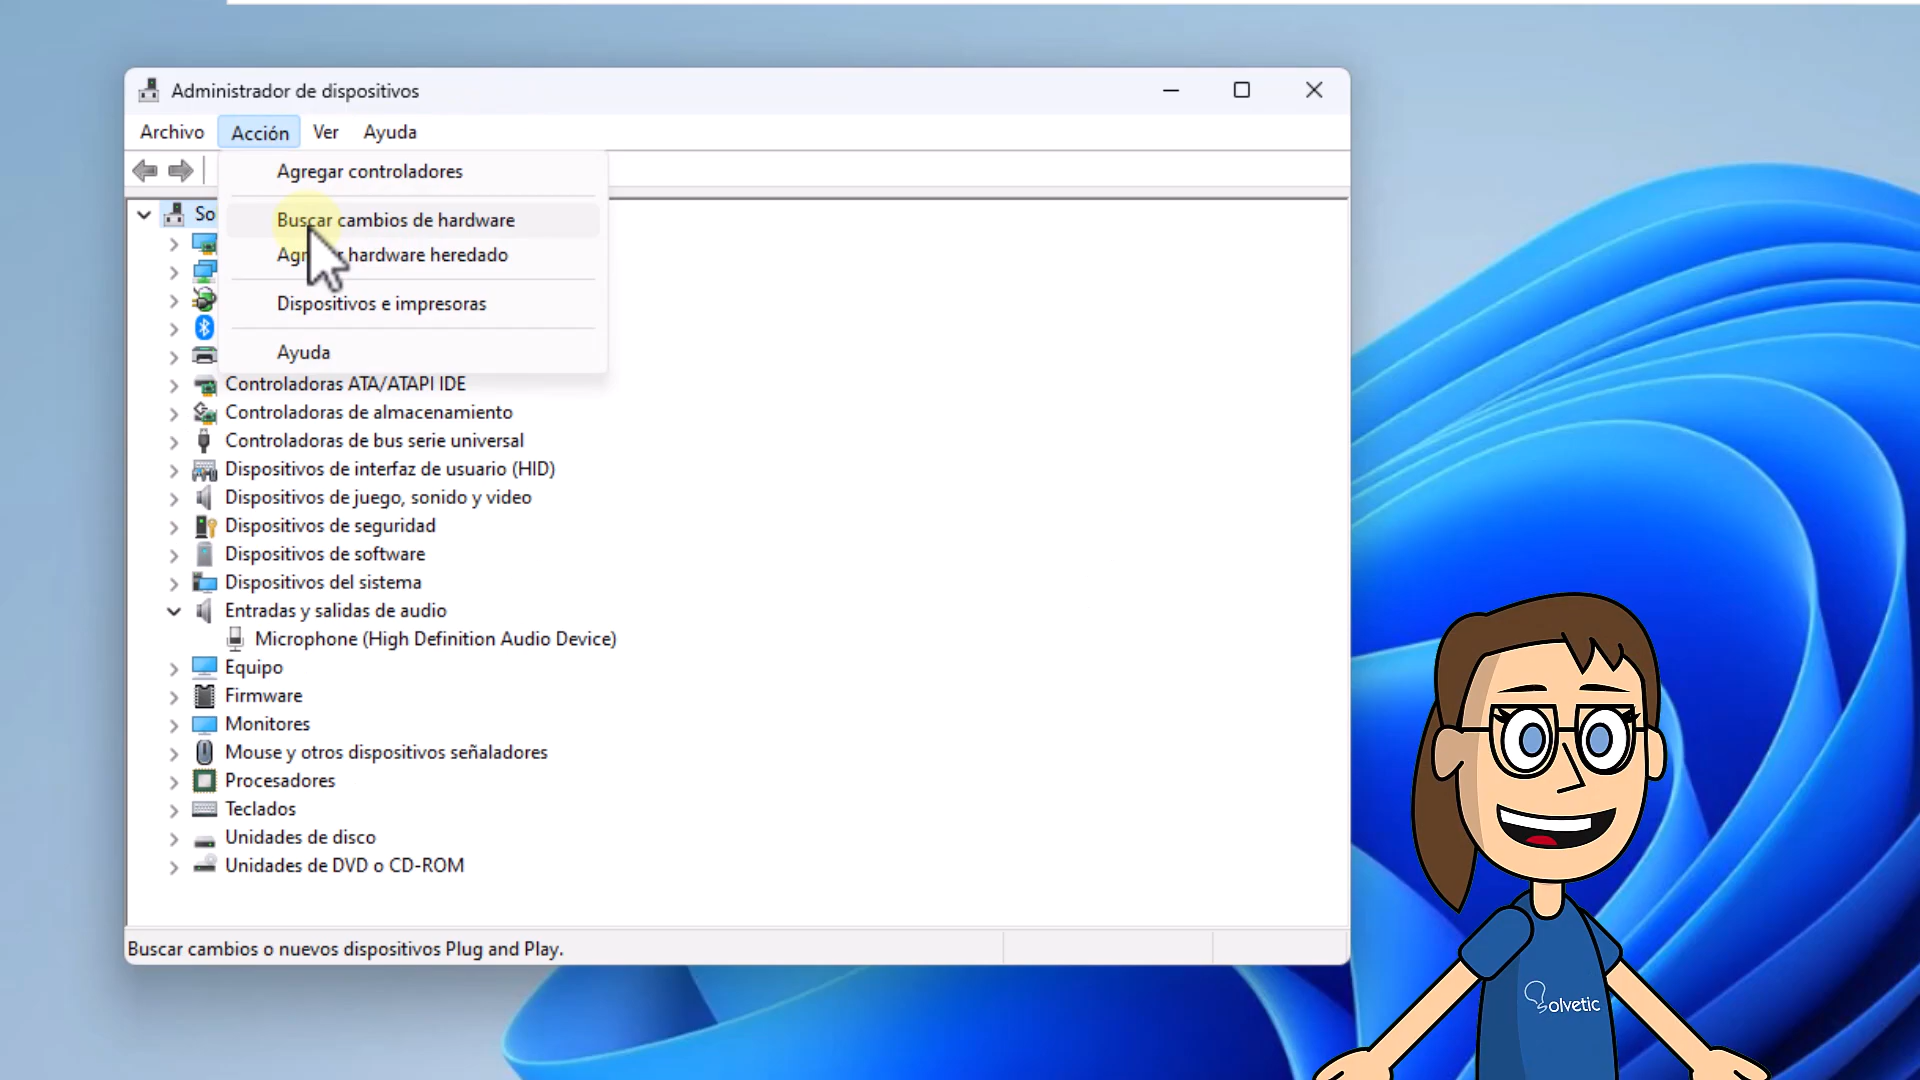 Administrador de dispositivos
Archivo Acción Ver Ayuda
Agregar controladores
So
Buscar cambios de hardware
hardware heredado
Dispositivos e impresoras
Ayuda
Controladoras ATA/ATAPI IDE
Controladoras de almacenamiento
Controladoras de bus serie universal
Dispositivos de interfaz de usuario (HID)
Dispositivos de juego, sonido y video
Dispositivos de seguridad
Dispositivos de software
Dispositivos del sistema
Entradas y salidas de audio
Microphone (High Definition Audio Device)
Equipo
Firmware
Monitores
Mouse y otros dispositivos señaladores
Procesadores
Teclados
Unidades de disco
Unidades de DVD o CD-ROM
Buscar cambios o nuevos dispositivos Plug and Play.
Solvetic